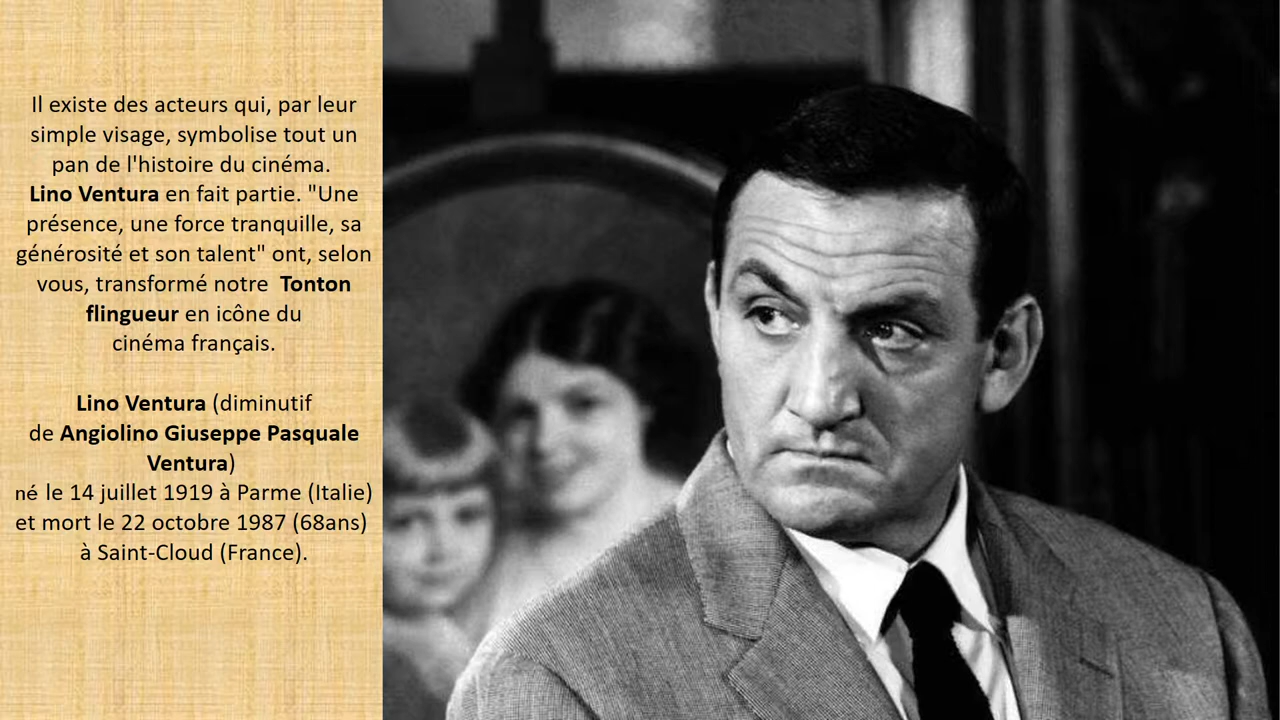 Il existe des acteurs qui, par leur
simple visage, symbolise tout un
pan de l'histoire du cinéma.
Lino Ventura en fait partie. "Une
présence, une force tranquille, sa
générosité et son talent" ont, selon
vous, transformé notre  Tonton
flingueur en icône du
cinéma français.

Lino Ventura (diminutif
de Angiolino Giuseppe Pasquale
Ventura)
né le 14 juillet 1919 à Parme (Italie)
et mort le 22 octobre 1987 (68ans)
à Saint-Cloud (France).